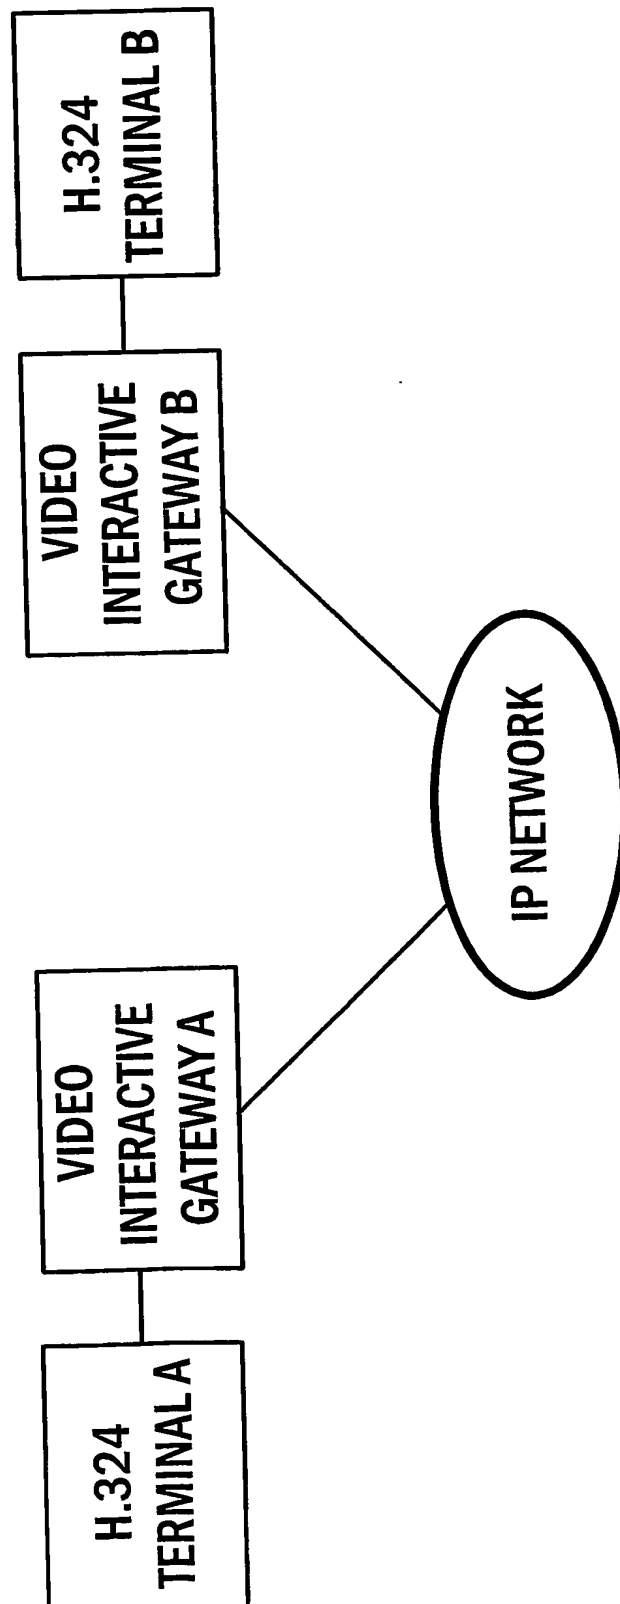 H.324
TERMINAL A
VIDEO
INTERACTIVE
GATEWAY A
IP NETWORK
VIDEO
INTERACTIVE
GATEWAY B
H.324
TERMINAL B